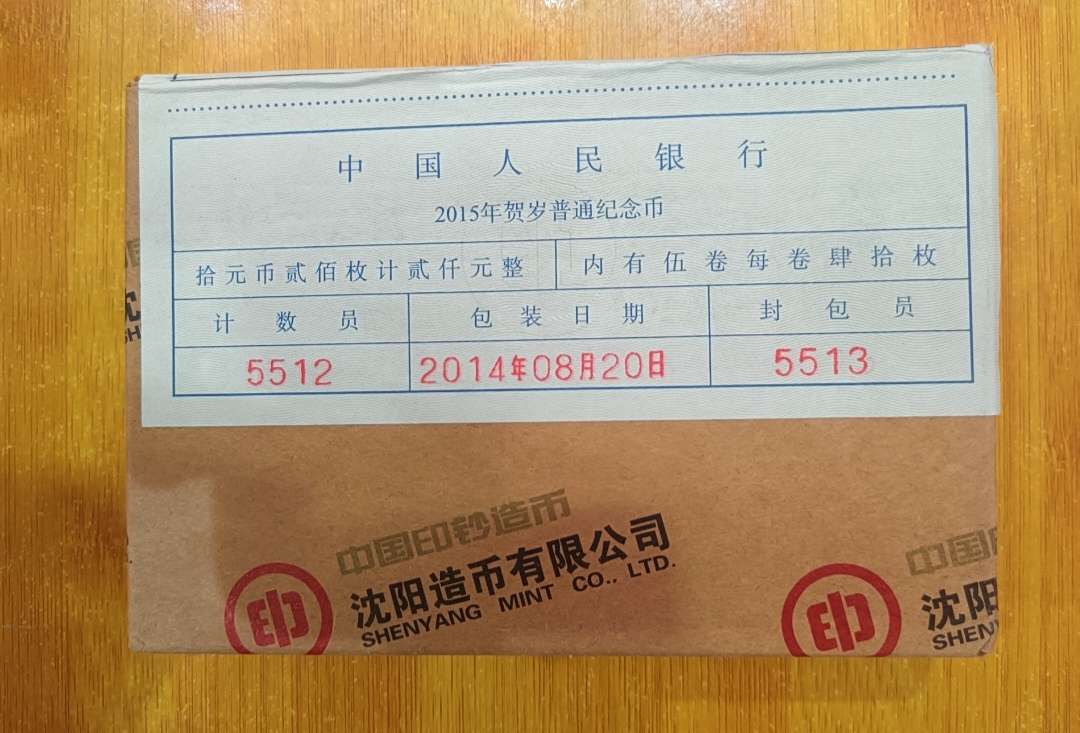 中国人民银行
2015年贺岁普通纪念币
拾元币贰佰枚计贰仟元整 内有伍卷每卷肆拾枚
计数员 包装日期 封包员
5512 2014年08月20日 5513
中国印钞造币
沈阳造币有限公司
SHENYANG MINT CO., LTD.
印
中国印
沈阳
SHENY
印